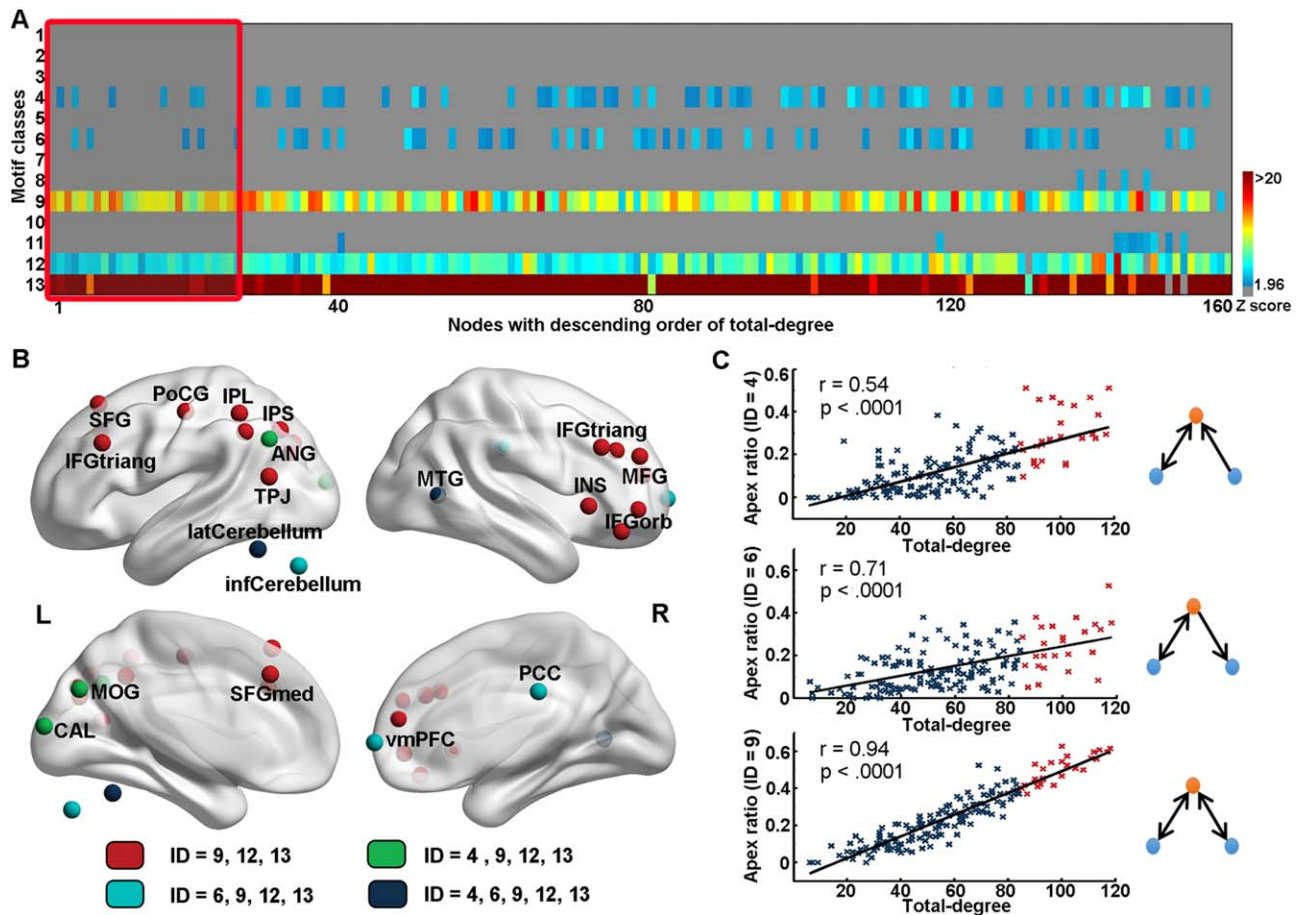 A
Motif classes
1
2
3
4
5
6
7
8
9
10
11
12
13
1 40 80 120 160
Nodes with descending order of total-degree
>20
1.96
Z score
B
SFG
PoCG
IPL
IPS
IFGtriang
ANG
TPJ
latCerebellum
infCerebellum
IFGtriang
MTG
MFG
INS
IFGorb
L
R
MOG
SFGmed
CAL
PCC
vmPFC
ID = 9, 12, 13
ID = 4 , 9, 12, 13
ID = 6, 9, 12, 13
ID = 4, 6, 9, 12, 13
C
Apex ratio (ID = 4)
0.6
0.4
0.2
0
r = 0.54
p < .0001
20 40 60 80 100 120
Total-degree
Apex ratio (ID = 6)
0.6
0.4
0.2
0
r = 0.71
p < .0001
20 40 60 80 100 120
Total-degree
Apex ratio (ID = 9)
0.6
0.4
0.2
0
r = 0.94
p < .0001
20 40 60 80 100 120
Total-degree